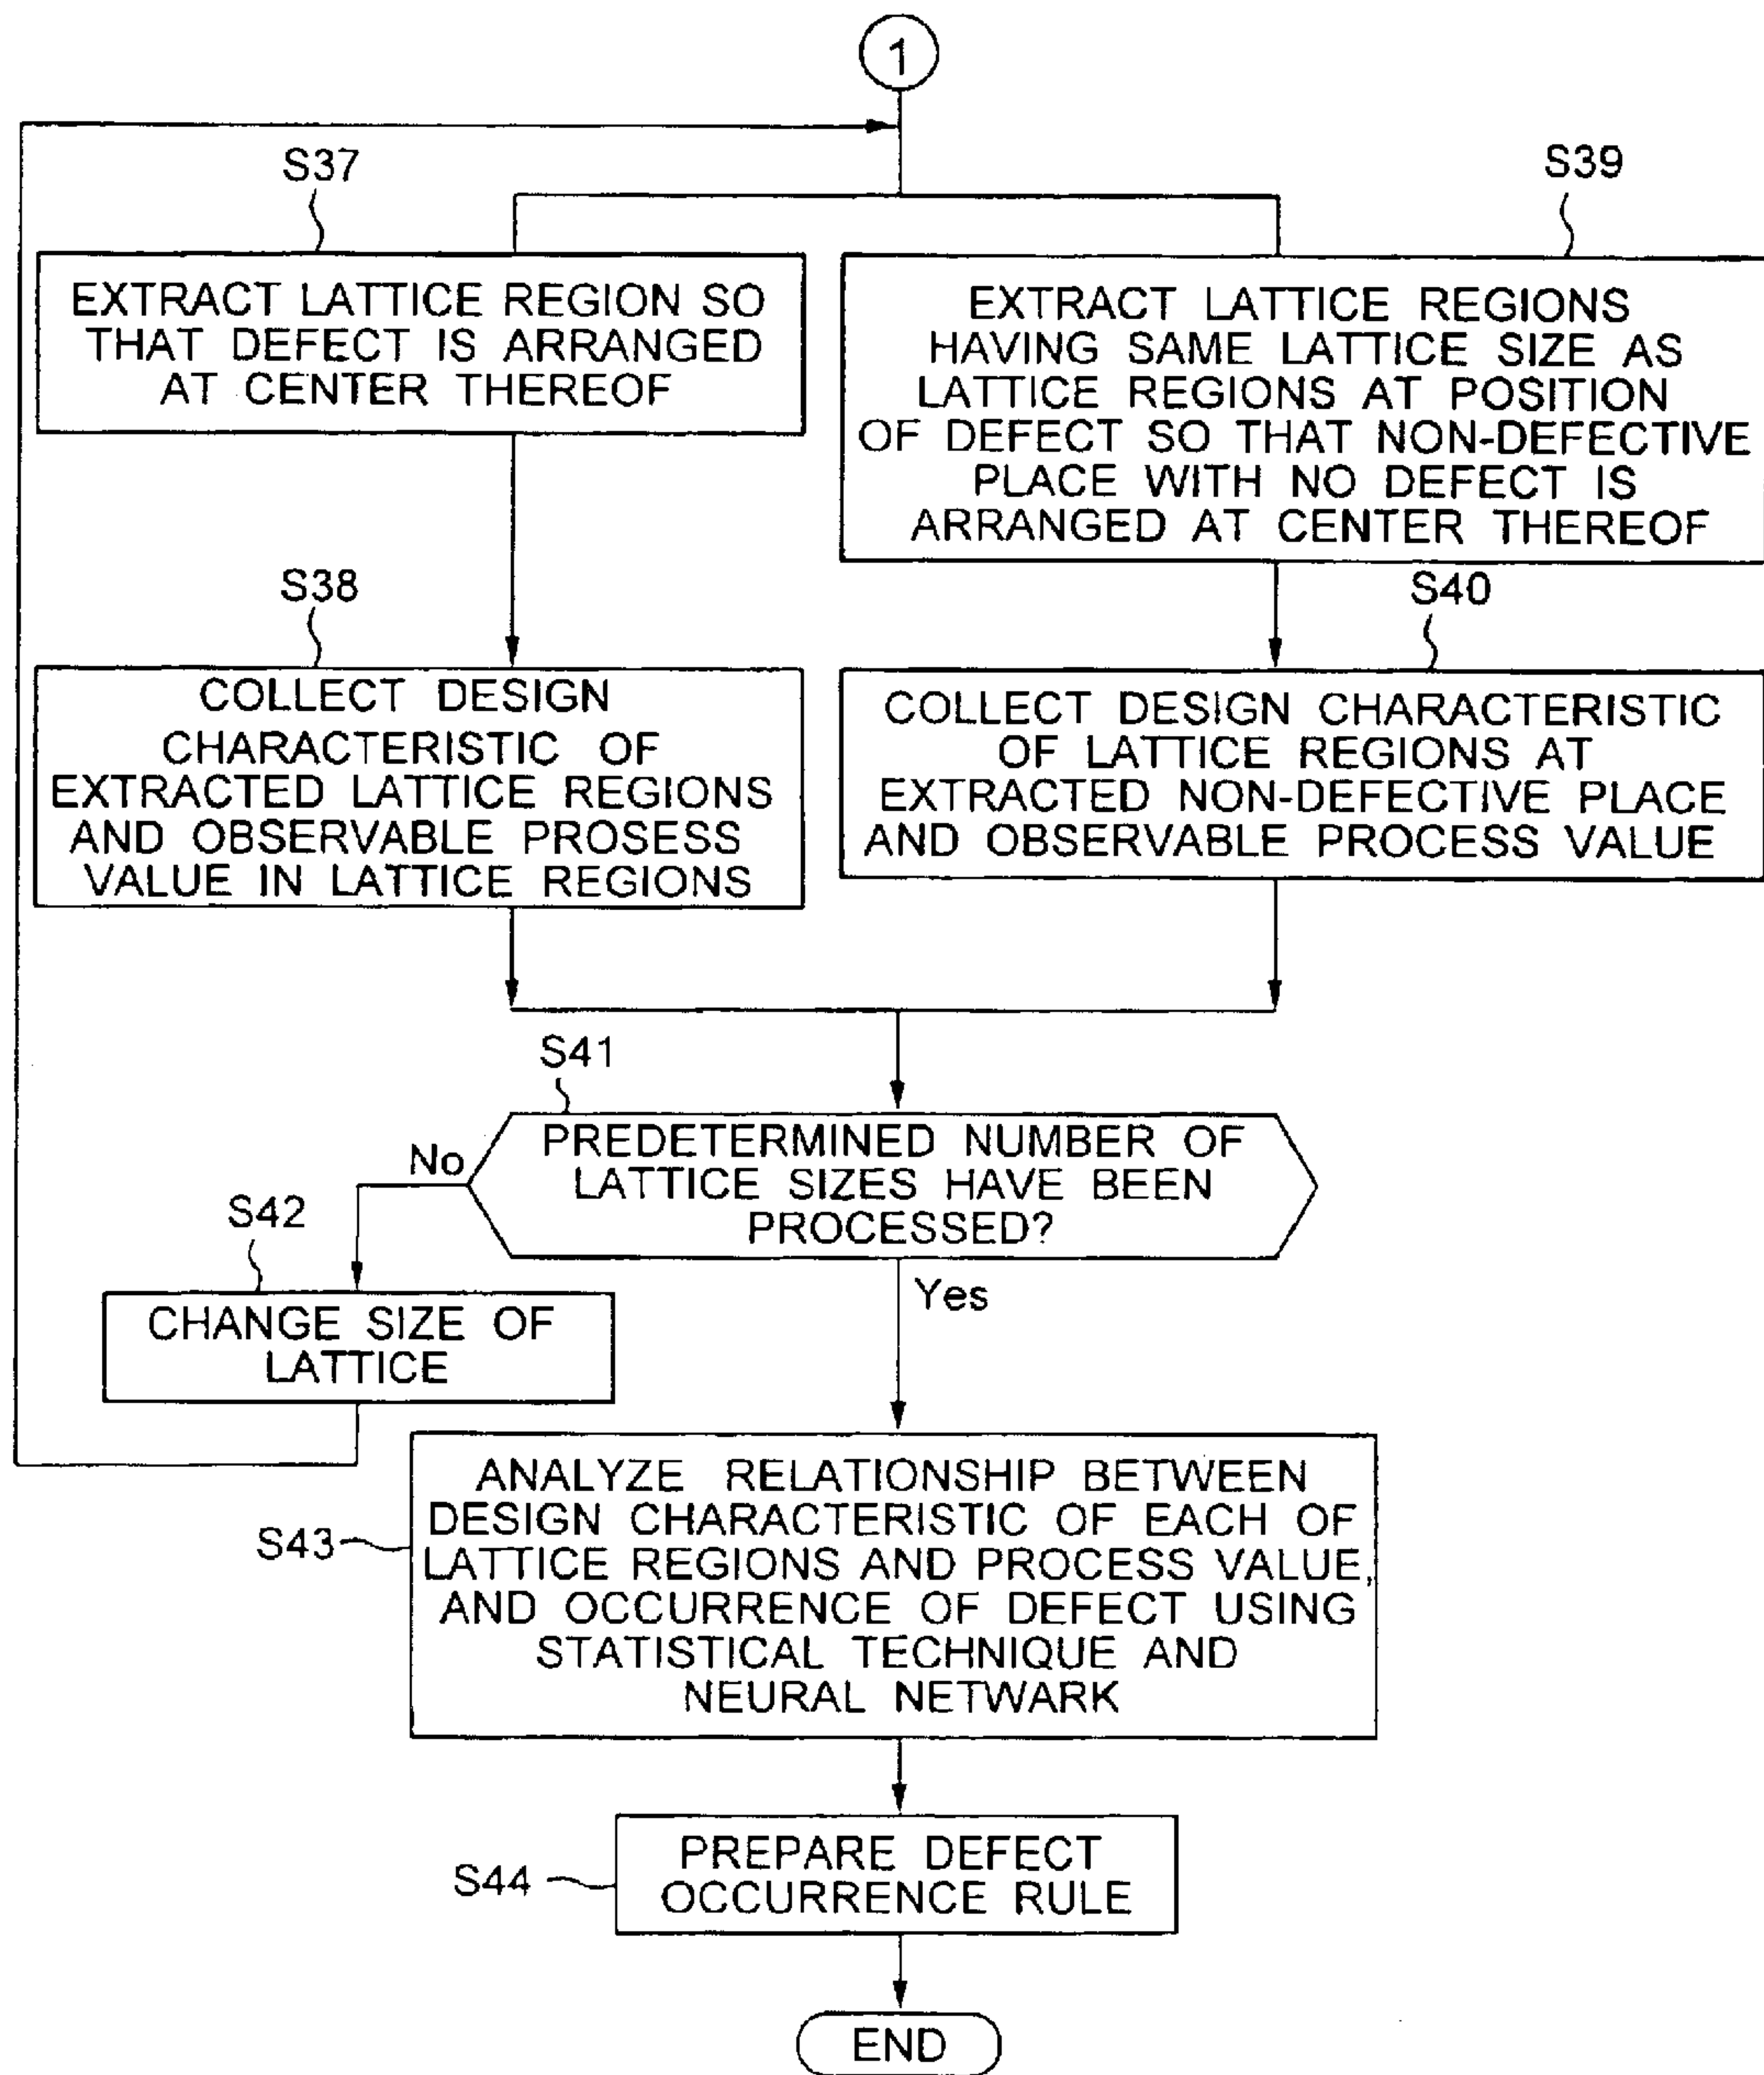 1
S37
EXTRACT LATTICE REGION SO
THAT DEFECT IS ARRANGED
AT CENTER THEREOF
S39
EXTRACT LATTICE REGIONS
HAVING SAME LATTICE SIZE AS
LATTICE REGIONS AT POSITION
OF DEFECT SO THAT NON-DEFECTIVE
PLACE WITH NO DEFECT IS
ARRANGED AT CENTER THEREOF
S38
COLLECT DESIGN
CHARACTERISTIC OF
EXTRACTED LATTICE REGIONS
AND OBSERVABLE PROSESS
VALUE IN LATTICE REGIONS
S40
COLLECT DESIGN CHARACTERISTIC
OF LATTICE REGIONS AT
EXTRACTED NON-DEFECTIVE PLACE
AND OBSERVABLE PROCESS VALUE
S41
PREDETERMINED NUMBER OF
LATTICE SIZES HAVE BEEN
PROCESSED?
No
S42
CHANGE SIZE OF
LATTICE
Yes
S43
ANALYZE RELATIONSHIP BETWEEN
DESIGN CHARACTERISTIC OF EACH OF
LATTICE REGIONS AND PROCESS VALUE,
AND OCCURRENCE OF DEFECT USING
STATISTICAL TECHNIQUE AND
NEURAL NETWARK
S44
PREPARE DEFECT
OCCURRENCE RULE
END